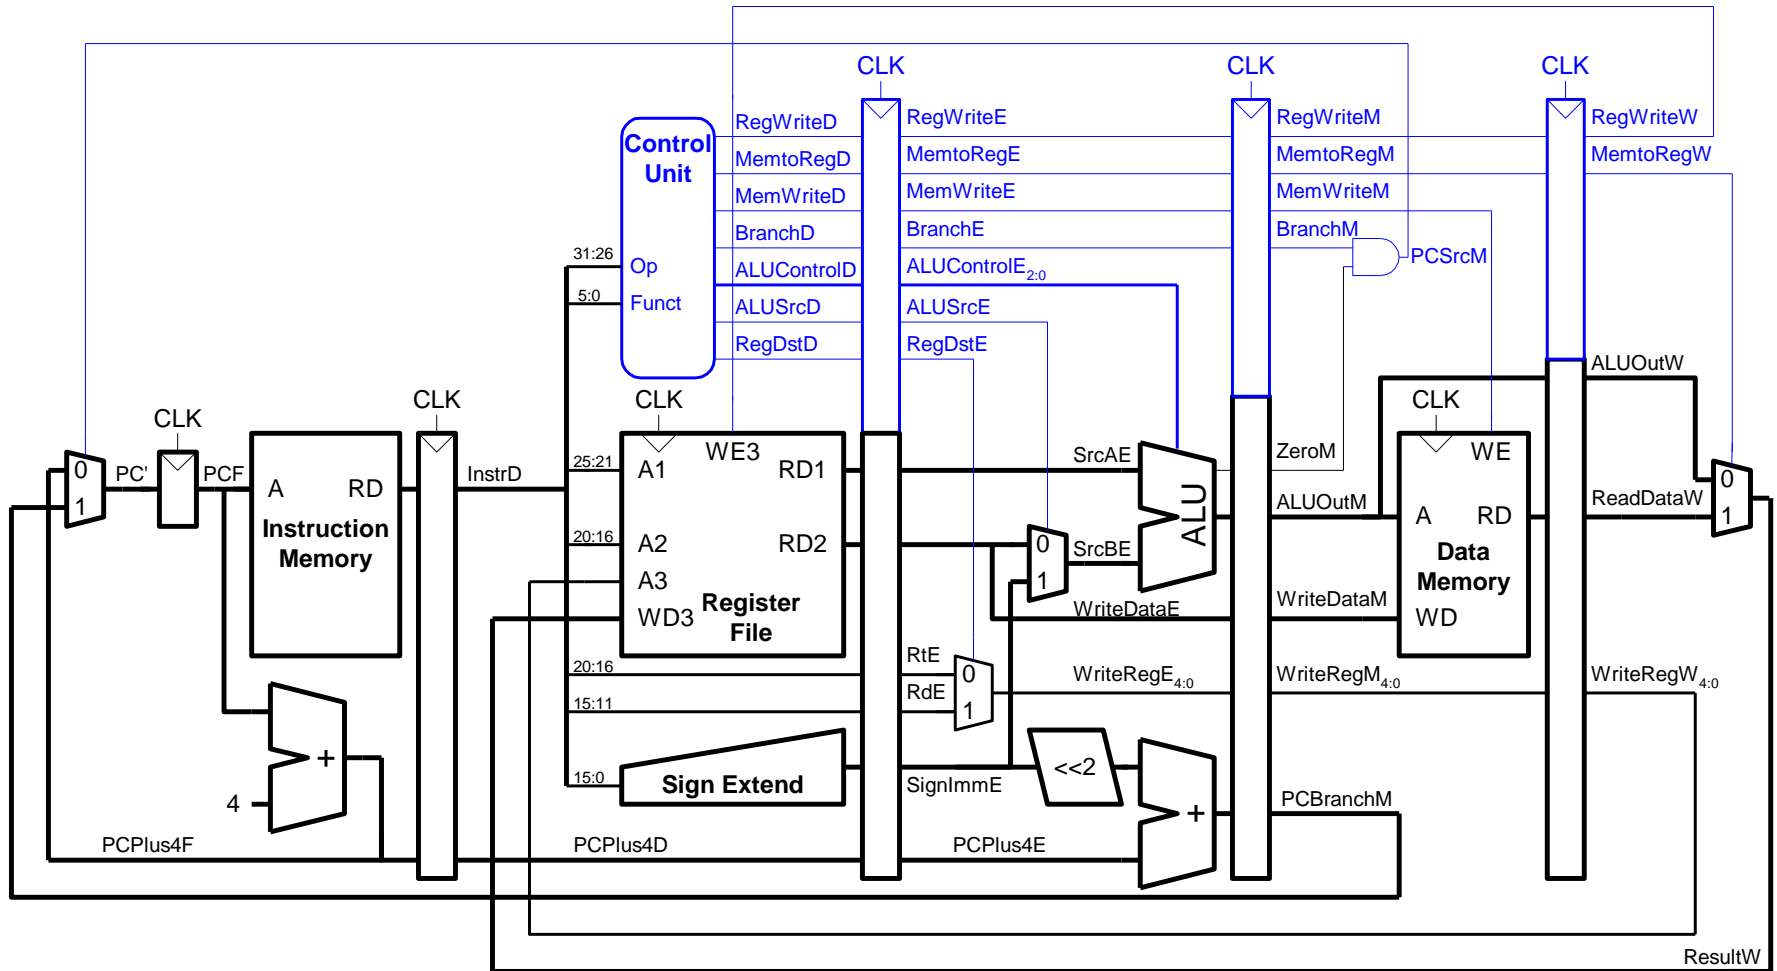 CLK
CLK
CLK
RegWriteD
RegWriteE
RegWriteM
RegWriteW
Control
Unit
MemtoRegD
MemtoRegE
MemtoRegM
MemtoRegW
MemWriteD
MemWriteE
MemWriteM
BranchD
BranchE
BranchM
31:26
Op
ALUControlD
ALUControlE2:0
PCSrcM
5:0
Funct
ALUSrcD
ALUSrcE
RegDstD
RegDstE
ALUOutW
CLK
CLK
CLK
CLK
0
1
PC'
PCF
A
RD
Instruction
Memory
InstrD
25:21
A1
WE3
RD1
SrcAE
ZeroM
WE
0
1
20:16
A2
RD2
0
1
SrcBE
ALU
ALUOutM
A
RD
ReadDataW
Data
Memory
A3
WD3
Register
File
WriteDataE
WriteDataM
WD
20:16
RtE
0
1
15:11
RdE
WriteRegE4:0
WriteRegM4:0
WriteRegW4:0
+
4
15:0
Sign Extend
SignImmE
<<2
+
PCBranchM
PCPlus4F
PCPlus4D
PCPlus4E
ResultW